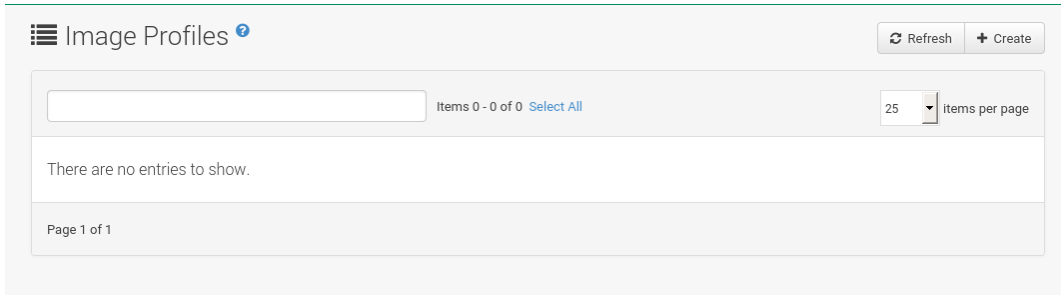 Image Profiles ?
Refresh + Create
Items 0 - 0 of 0 Select All
25 items per page
There are no entries to show.
Page 1 of 1